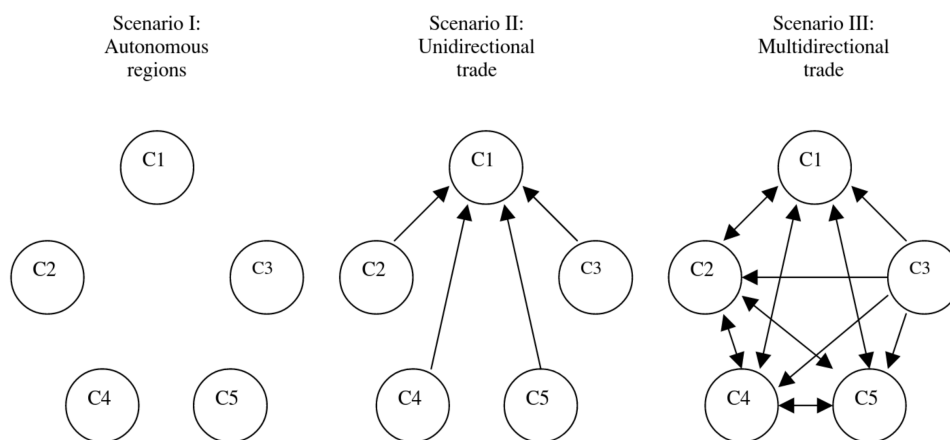 Scenario I:
Autonomous
regions
Scenario II:
Unidirectional
trade
Scenario III:
Multidirectional
trade
C1
C2
C3
C4
C5
C1
C2
C3
C4
C5
C1
C2
C3
C4
C5